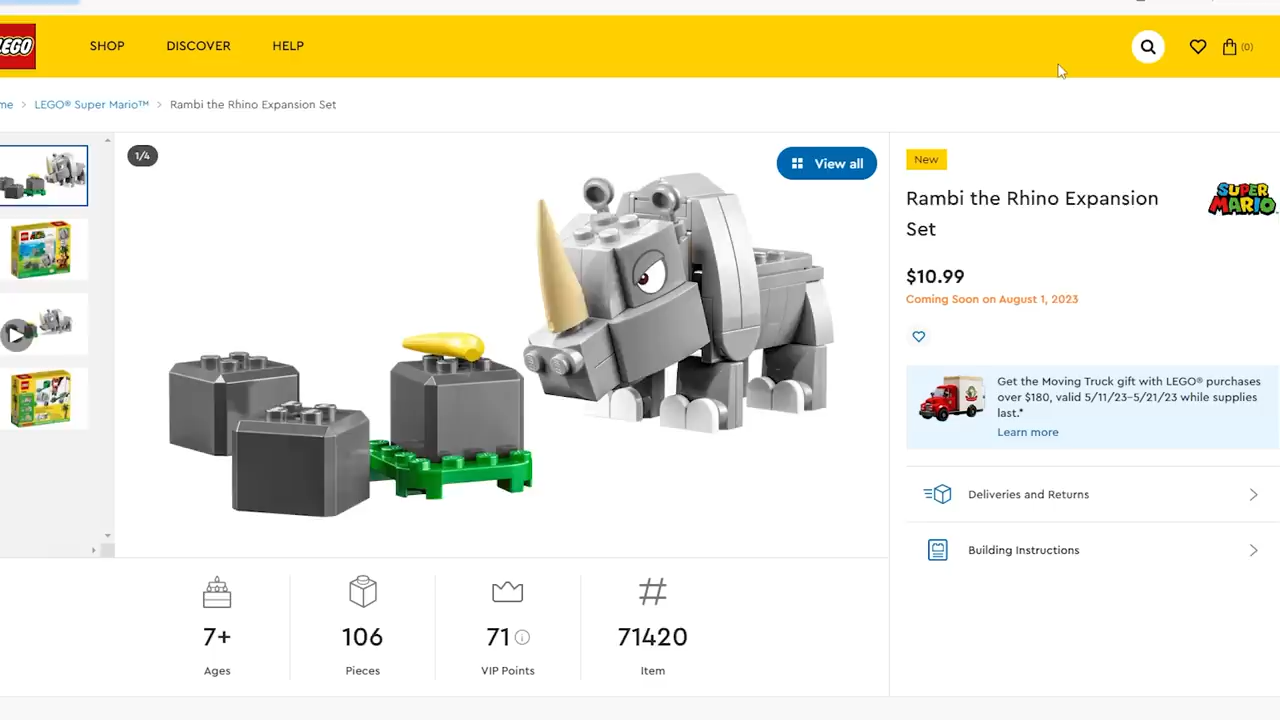 LEGO
SHOP
DISCOVER
HELP
(0)
me > LEGO® Super Mario™ > Rambi the Rhino Expansion Set
1/4
View all
New
Rambi the Rhino Expansion
Set
SUPER
MARIO
$10.99
Coming Soon on August 1, 2023
Get the Moving Truck gift with LEGO® purchases
over $180, valid 5/11/23-5/21/23 while supplies
last.*
Learn more
Deliveries and Returns
Building Instructions
7+
Ages
106
Pieces
71
VIP Points
71420
Item